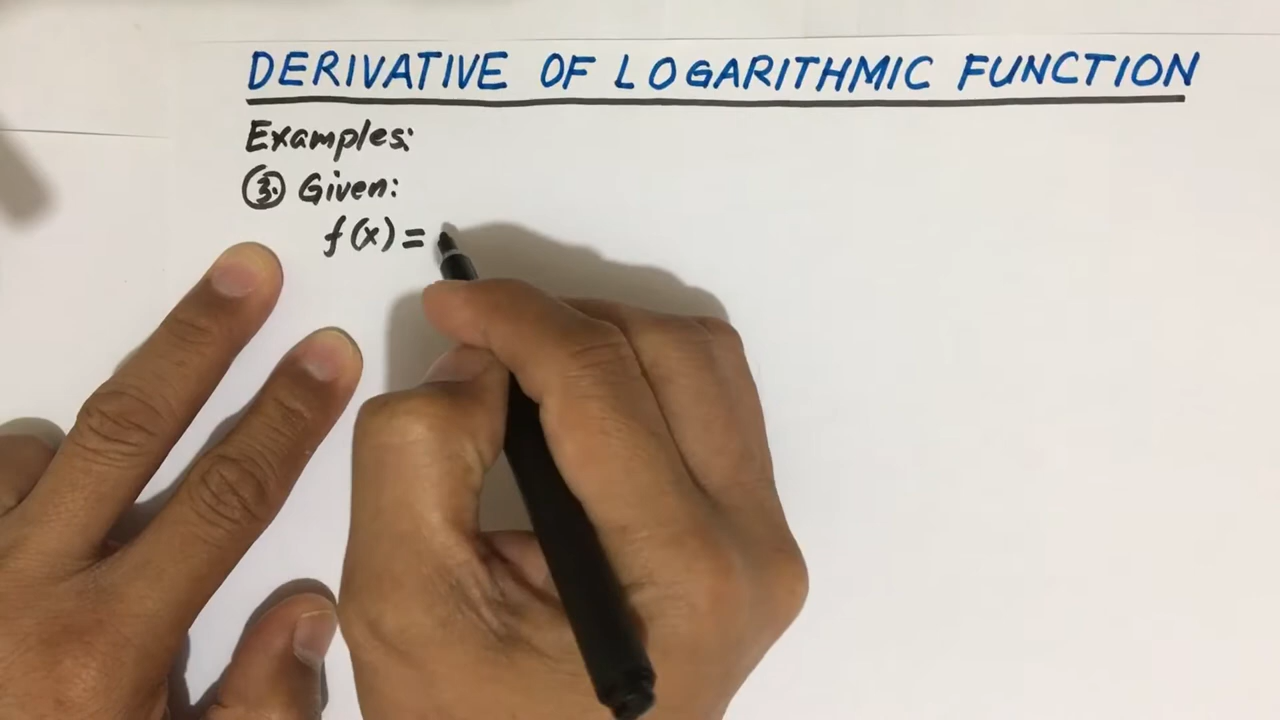 DERIVATIVE OF LOGARITHMIC FUNCTION
Examples:
③ Given:
f(x) =